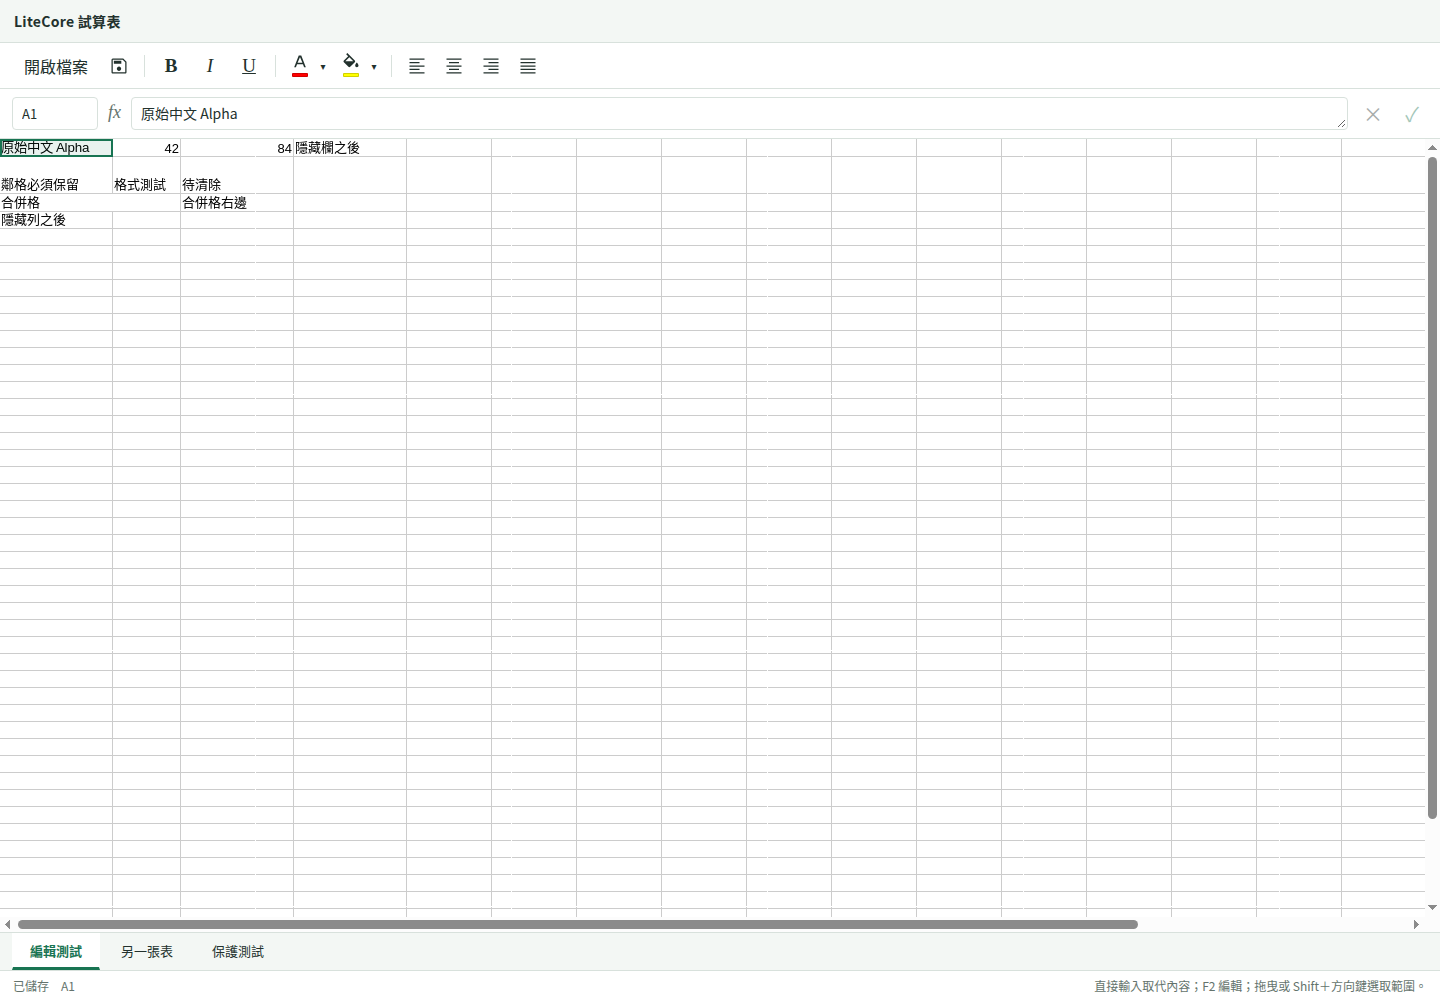 LiteCore 試算表
開啟檔案 B I U A
A1 fx 原始中文 Alpha
原始中文 Alpha 42 84 隱藏欄之後
鄰格必須保留 格式測試 待清除
合併格 合併格右邊
隱藏列之後
編輯測試 另一張表 保護測試
已儲存 A1 直接輸入取代內容；F2 編輯；拖曳或 Shift＋方向鍵選取範圍。